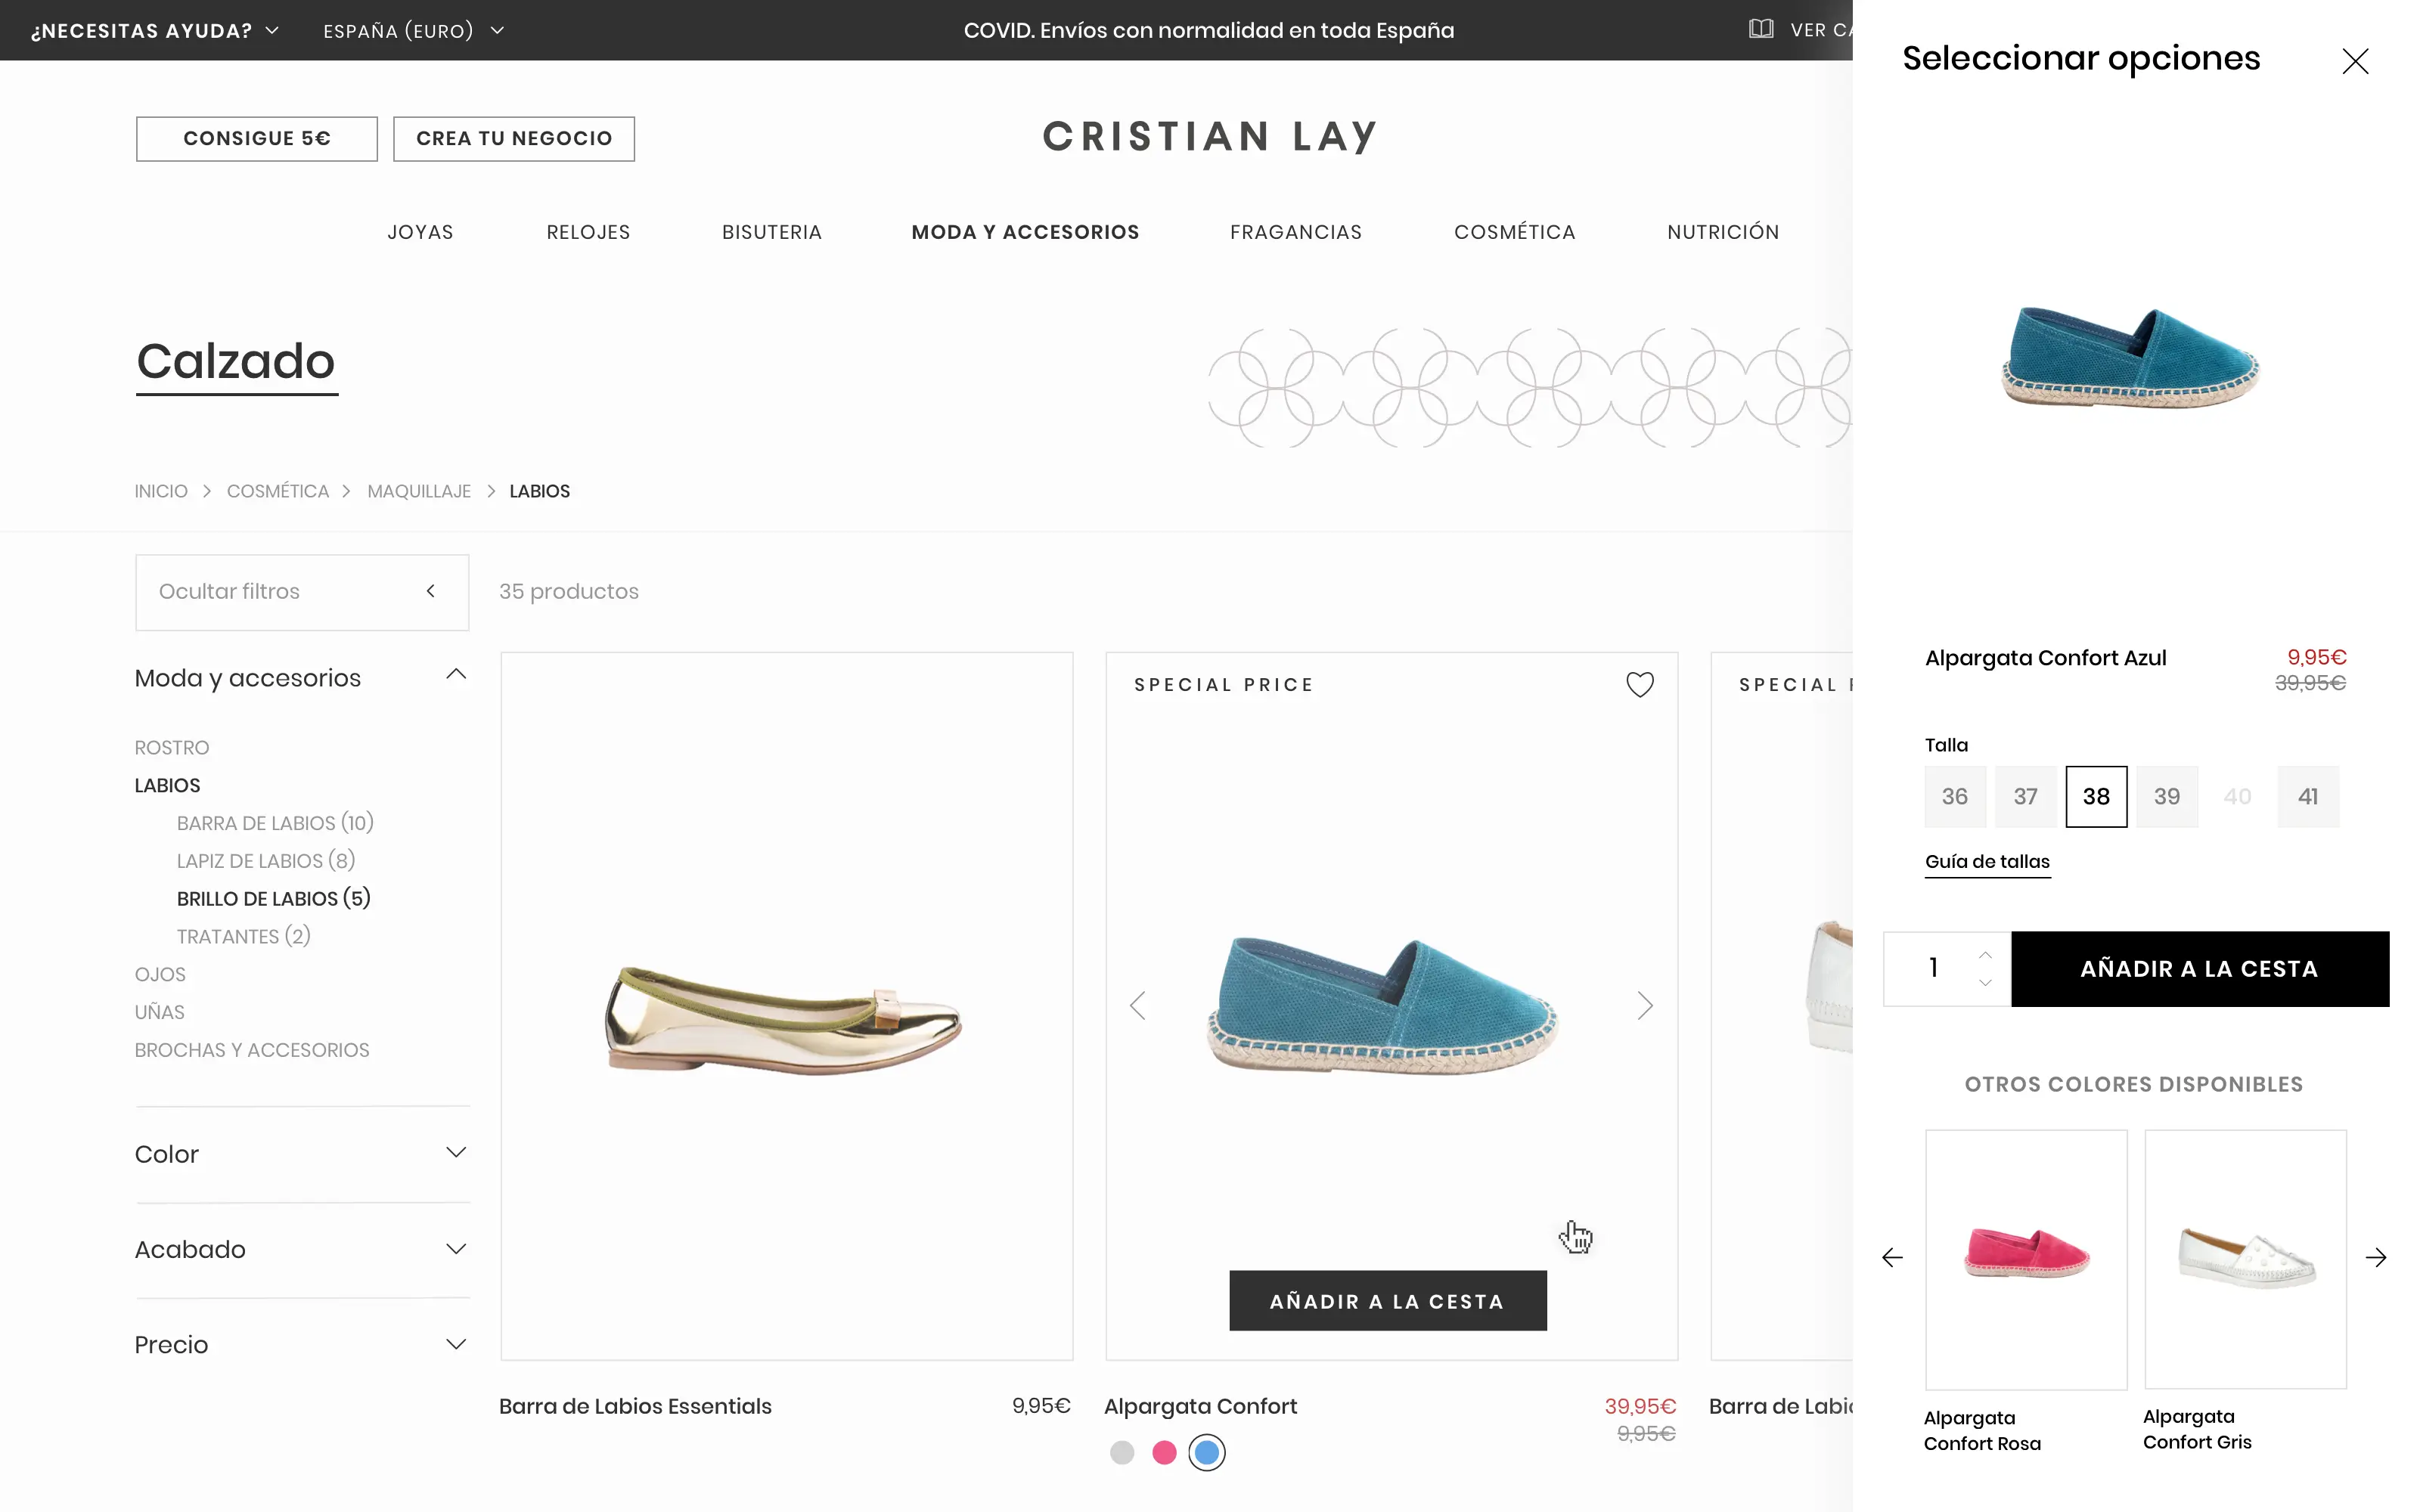 ¿NECESITAS AYUDA?
ESPAÑA (EURO)
COVID. Envíos con normalidad en toda España
VER
CONSIGUE 5€
CREA TU NEGOCIO
CRISTIAN LAY
JOYAS
RELOJES
BISUTERIA
MODA Y ACCESORIOS
FRAGANCIAS
COSMÉTICA
NUTRICIÓN
Calzado
INICIO > COSMÉTICA > MAQUILLAJE > LABIOS
Ocultar filtros
35 productos
Moda y accesorios
ROSTRO
LABIOS
BARRA DE LABIOS (10)
LAPIZ DE LABIOS (8)
BRILLO DE LABIOS (5)
TRATANTES (2)
OJOS
UÑAS
BROCHAS Y ACCESORIOS
Color
Acabado
Precio
Barra de Labios Essentials
9,95€
SPECIAL PRICE
AÑADIR A LA CESTA
Alpargata Confort
39,95€
9,95€
SPECIAL
Barra de
Seleccionar opciones
Alpargata Confort Azul
9,95€
39,95€
Talla
36 37 38 39 40 41
Guía de tallas
1
AÑADIR A LA CESTA
OTROS COLORES DISPONIBLES
Alpargata
Confort Rosa
Alpargata
Confort Gris